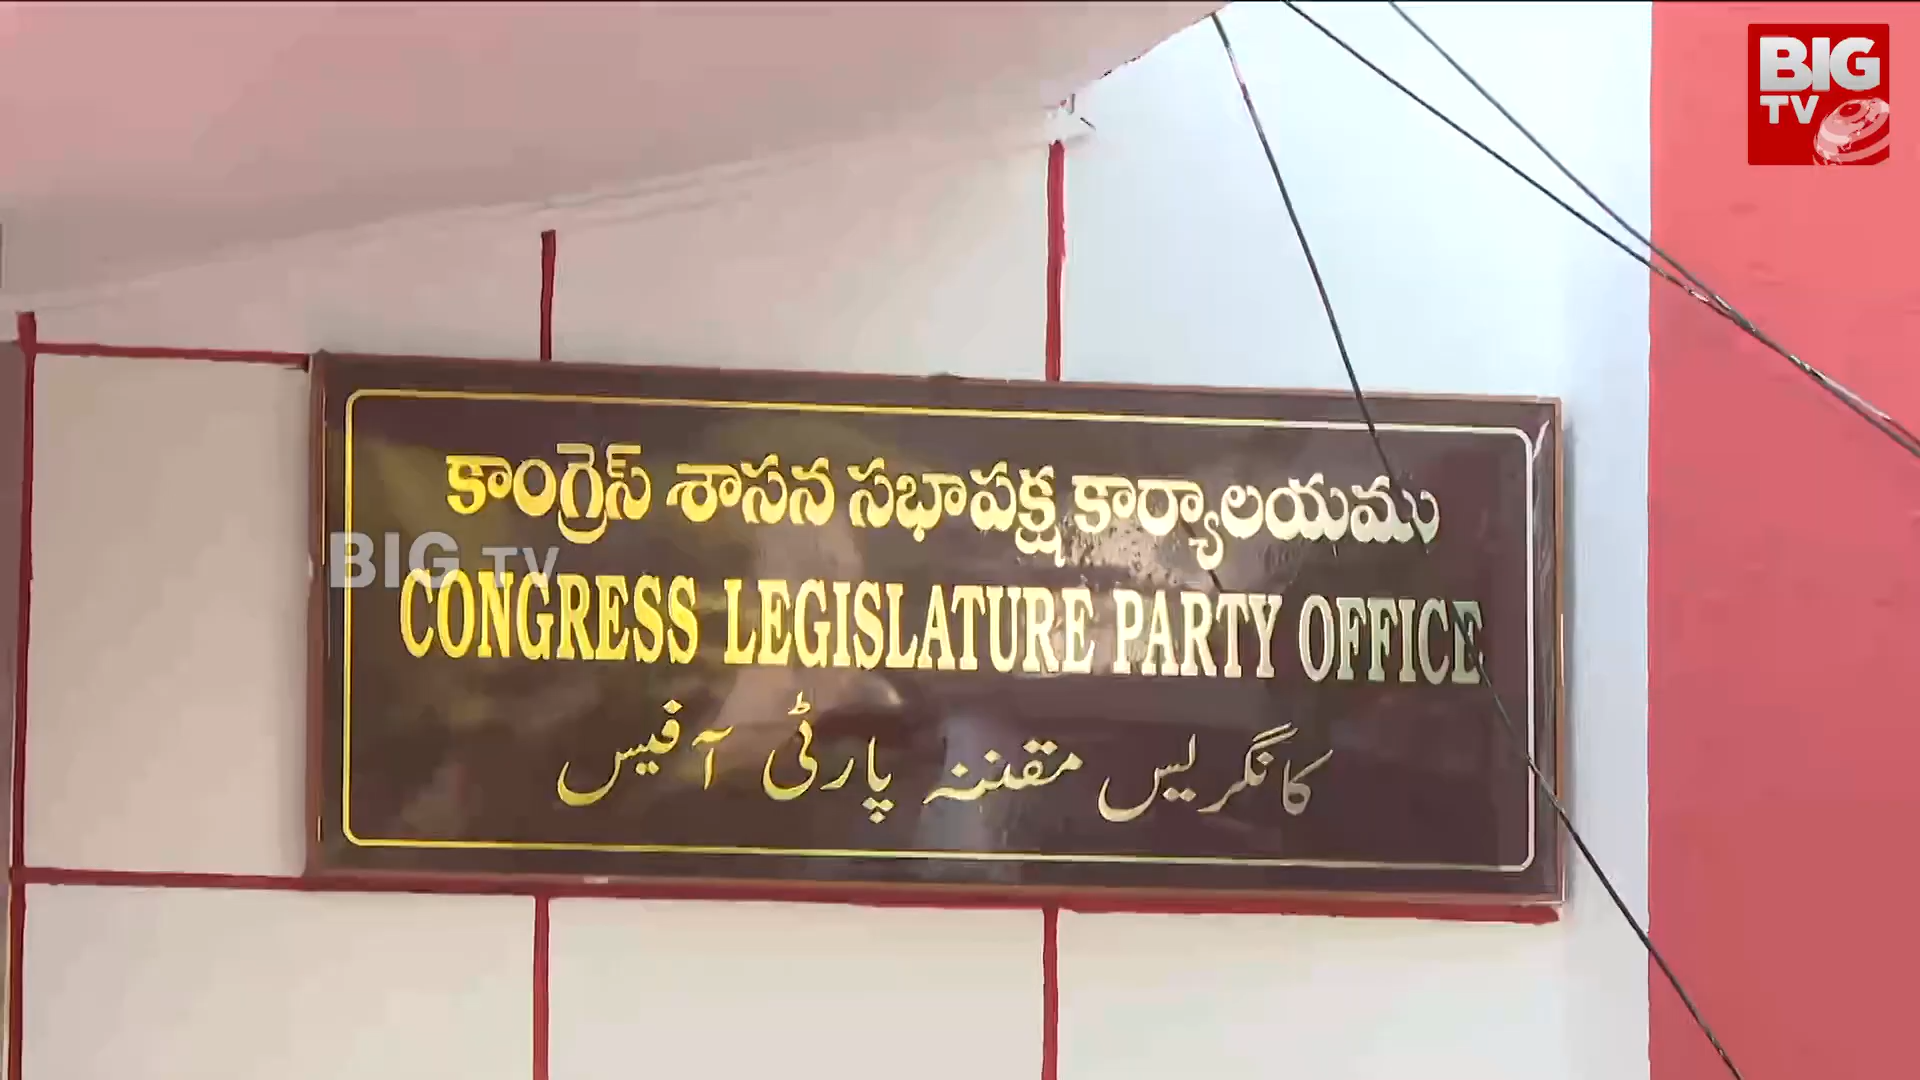 BIG
TV
కాంగ్రెస్ శాసన సభాపక్ష కార్యాలయము
BIG TV
CONGRESS LEGISLATURE PARTY OFFICE
کانگریس مقننہ پارٹی آفیس